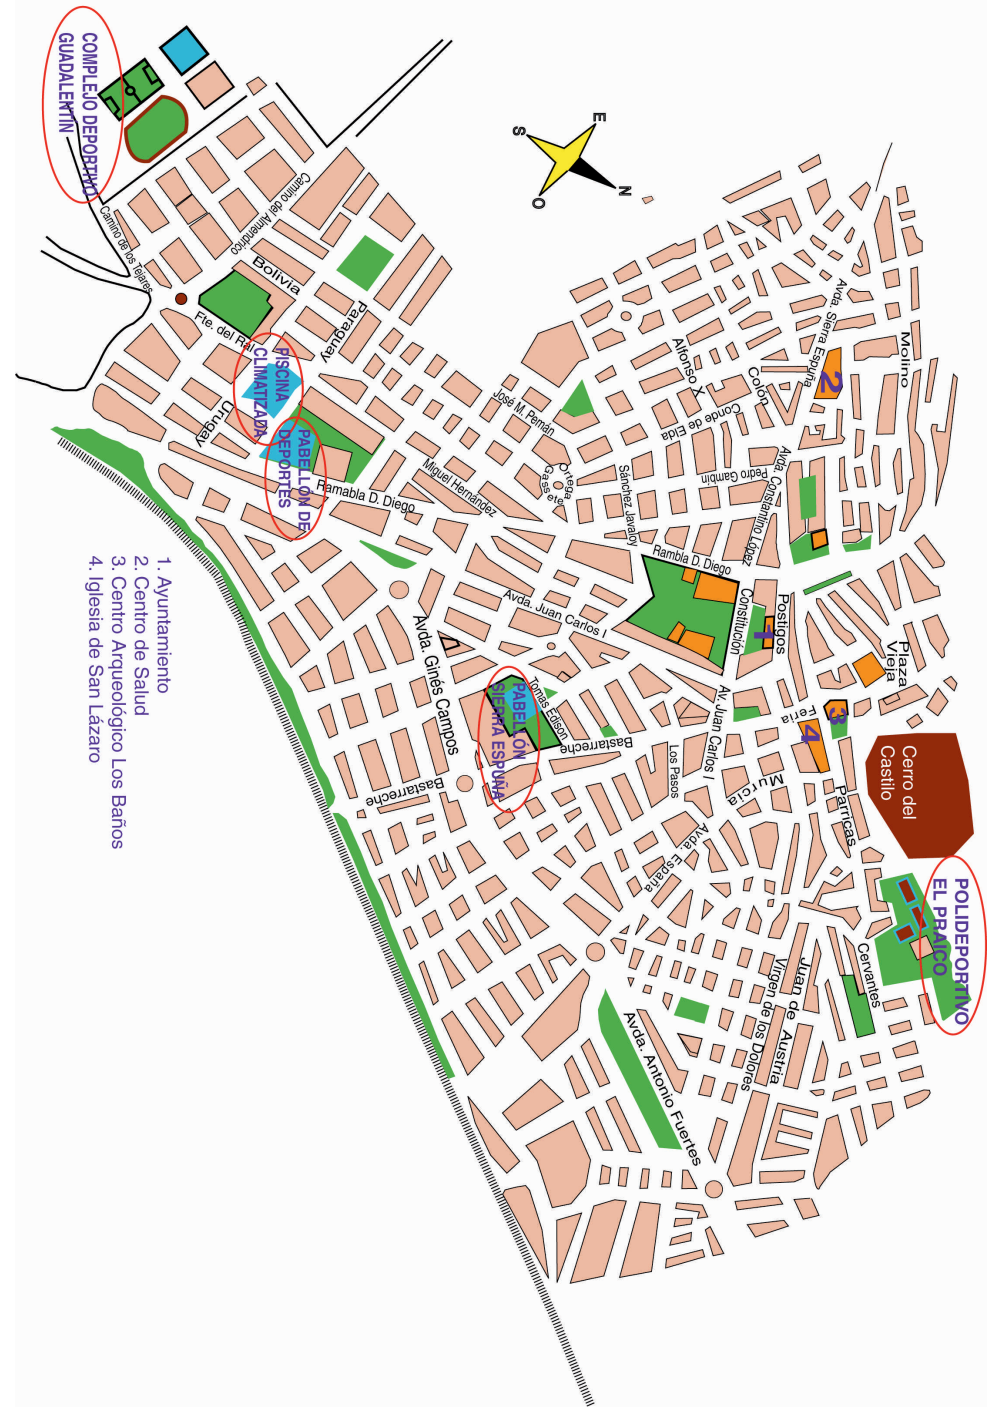 COMPLEJO DEPORTIVO
GUADALENTÍN
Camino de los Tejares
Camino del Almendrico
Bolivia
Paraguay
Fte. del Ral
PISCINA
CLIMATIZADA
Uruguay
PABELLÓN DE
DEPORTES
Ramabla D. Diego
Miguel Hernández
José M. Pemán
Ortega
Gasset e
E
S
N
O
Alfonso X
Colón
Conde de Elda
Avda. Sierra Espuña
Molino
2
Pedro Gambín
Sánchez Javaloy
Avda. Constantino López
Rambla D. Diego
Constitución
Postigos
1
Plaza
Vieja
Avda. Juan Carlos I
Avda. Ginés Campos
Tomas Edison
PABELLÓN
SIERRA ESPUÑA
Bastarreche
Bastarreche
Los Pasos
Av. Juan Carlos I
Feria
3
4
Murcia
Parricas
Cerro del
Castillo
Avda. España
POLIDEPORTIVO
EL PRAICO
Cervantes
Juan de Austria
Virgen de los Dolores
Avda. Antonio Fuertes
1. Ayuntamiento
2. Centro de Salud
3. Centro Arqueológico Los Baños
4. Iglesia de San Lázaro